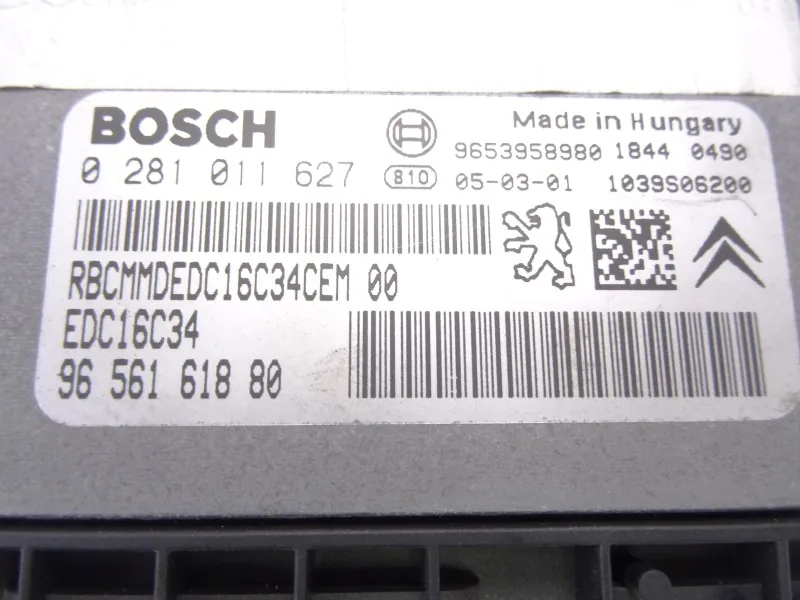 BOSCH
Made in Hungary
9653958980 1844 0490
0 281 011 627 810 05-03-01 1039S06200
RBCMMDEDC16C34CEM 00
EDC16C34
96 561 618 80